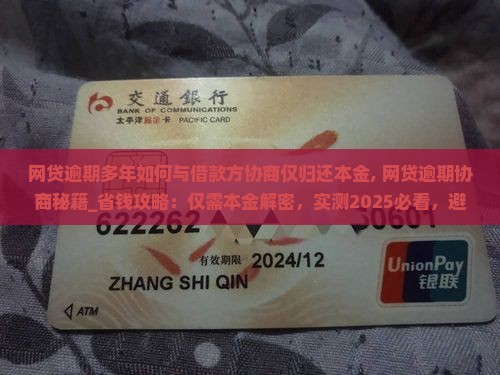 交通銀行
BANK OF COMMUNICATIONS
太平洋 卡 PACIFIC CARD
网贷逾期多年如何与借款方协商仅归还本金, 网贷逾期协
商秘籍_省钱攻略：仅需本金解密，实测2025必看，避
622262 60601
有效期限 2024/12
ZHANG SHI QIN
ATM
UnionPay
银联